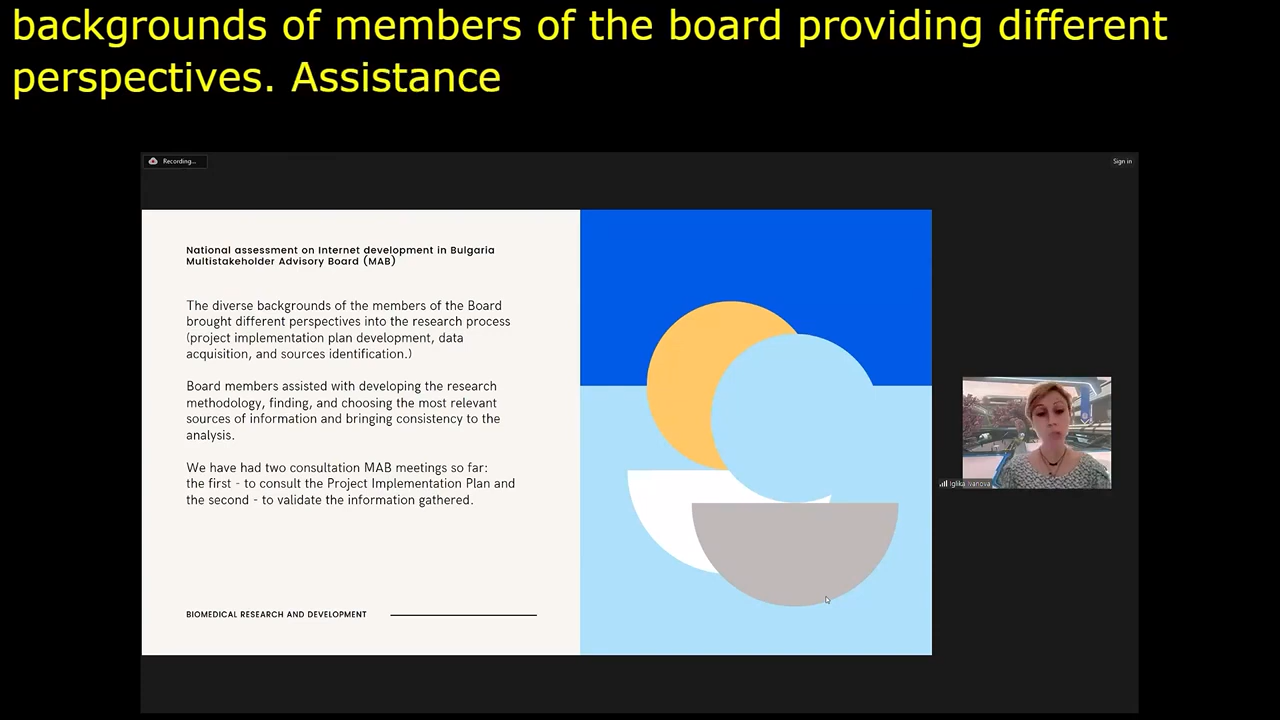 backgrounds of members of the board providing different
perspectives. Assistance
Recording...
Sign in
National assessment on Internet development in Bulgaria
Multistakeholder Advisory Board (MAB)
The diverse backgrounds of the members of the Board
brought different perspectives into the research process
(project implementation plan development, data
acquisition, and sources identification.)
Board members assisted with developing the research
methodology, finding, and choosing the most relevant
sources of information and bringing consistency to the
analysis.
We have had two consultation MAB meetings so far:
the first - to consult the Project Implementation Plan and
the second - to validate the information gathered.
Iglika Ivanova
BIOMEDICAL RESEARCH AND DEVELOPMENT